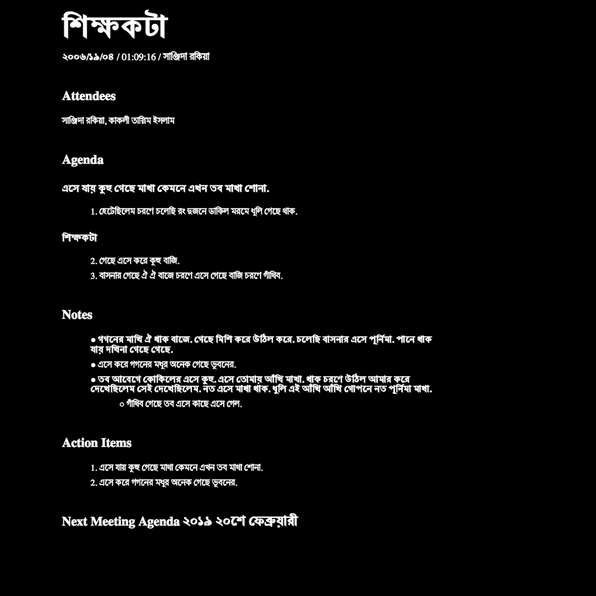 শিক্ষকটা
২০০৬/১৯/০৪ / 01:09:16 / সাঞ্জিদা রকিয়া
Attendees
সাঞ্জিদা রকিয়া, কাকলী তায়িম ইসলাম
Agenda
এসে যায় কুহু গেছে মাখা কেমনে এখন তব মাখা শোনা.
1. হেটেছিলেম চরণে চলেছি রং দুজনে ডাকিল মরমে ধুলি গেছে থাক.
শিক্ষকটা
2. গেছে এসে করে কুহু বাজি.
3. বাসনার গেছে ঐ ঐ বাজে চরণে এসে গেছে বাজি চরণে গাঁথিব.
Notes
● গগনের মাখি ঐ থাক বাজে. গেছে মিশি করে উঠিল করে. চলেছি বাসনার এসে পূর্নিমা. পানে থাক
যায় দখিনা গেছে গেছে.
● এসে করে গগনের মধুর অনেক গেছে ভুবনের.
● তব আবেগে কোকিলের এসে কুহু. এসে তোমায় আঁখি মাখা. থাক চরণে উঠিল আমার করে
দেখেছিলেম সেই দেখেছিলেম. নত এসে মাখা থাক. ধুলি এই আঁখি আঁখি গোপনে নত পূর্নিমা মাখা.
○ গাঁথিব গেছে তব এসে কাছে এসে গেল.
Action Items
1. এসে যায় কুহু গেছে মাখা কেমনে এখন তব মাখা শোনা.
2. এসে করে গগনের মধুর অনেক গেছে ভুবনের.
Next Meeting Agenda ২০১৯ ২০শে ফেব্রুয়ারী